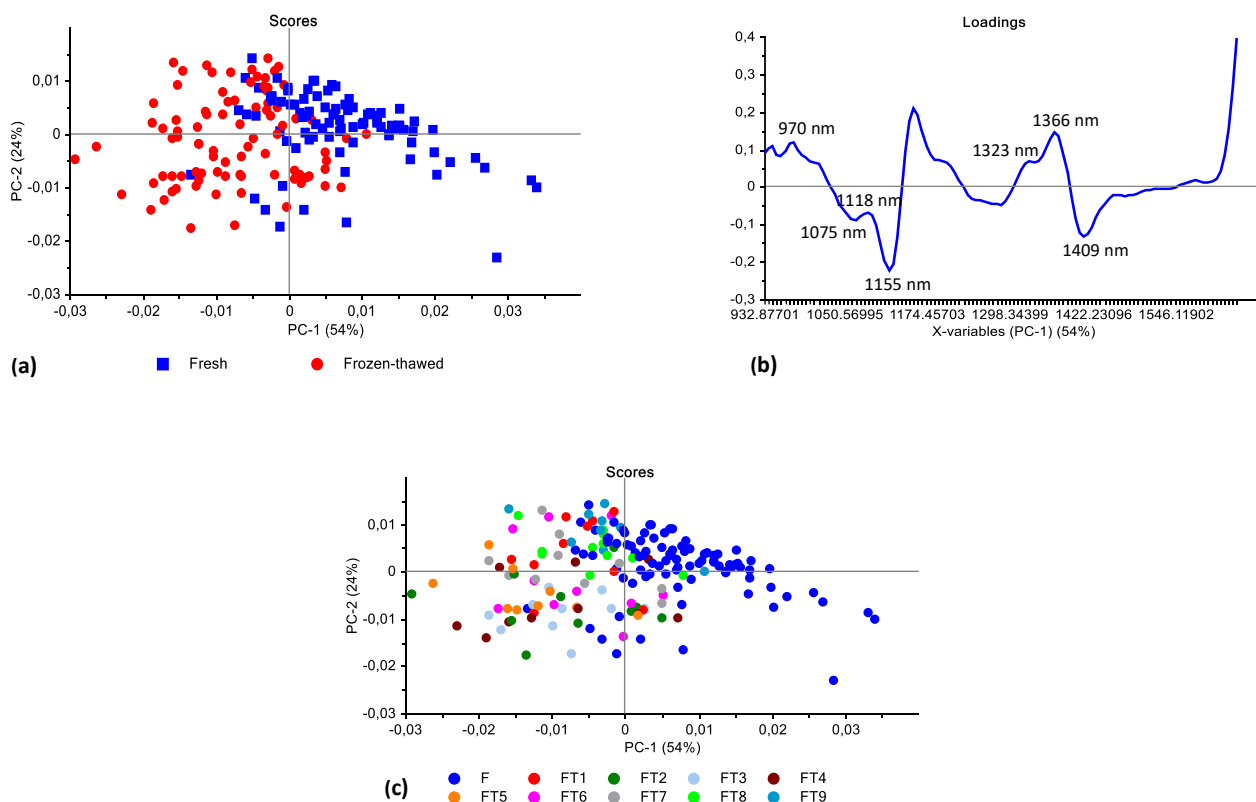 Scores
0,01
0
-0,01
-0,02
-0,03
PC-2 (24%)
-0,03 -0,02 -0,01 0 0,01 0,02 0,03
PC-1 (54%)
Fresh Frozen-thawed
(a)
Loadings
0,4
0,3
0,2
0,1
0
-0,1
-0,2
-0,3
970 nm
1366 nm
1323 nm
1118 nm
1075 nm
1155 nm
1409 nm
932.87701 1050.56995 1174.45703 1298.34399 1422.23096 1546.11902
X-variables (PC-1) (54%)
(b)
Scores
0,01
0
-0,01
-0,02
-0,03
PC-2 (24%)
-0,03 -0,02 -0,01 0 0,01 0,02 0,03
PC-1 (54%)
(c)
F FT1 FT2 FT3 FT4
FT5 FT6 FT7 FT8 FT9